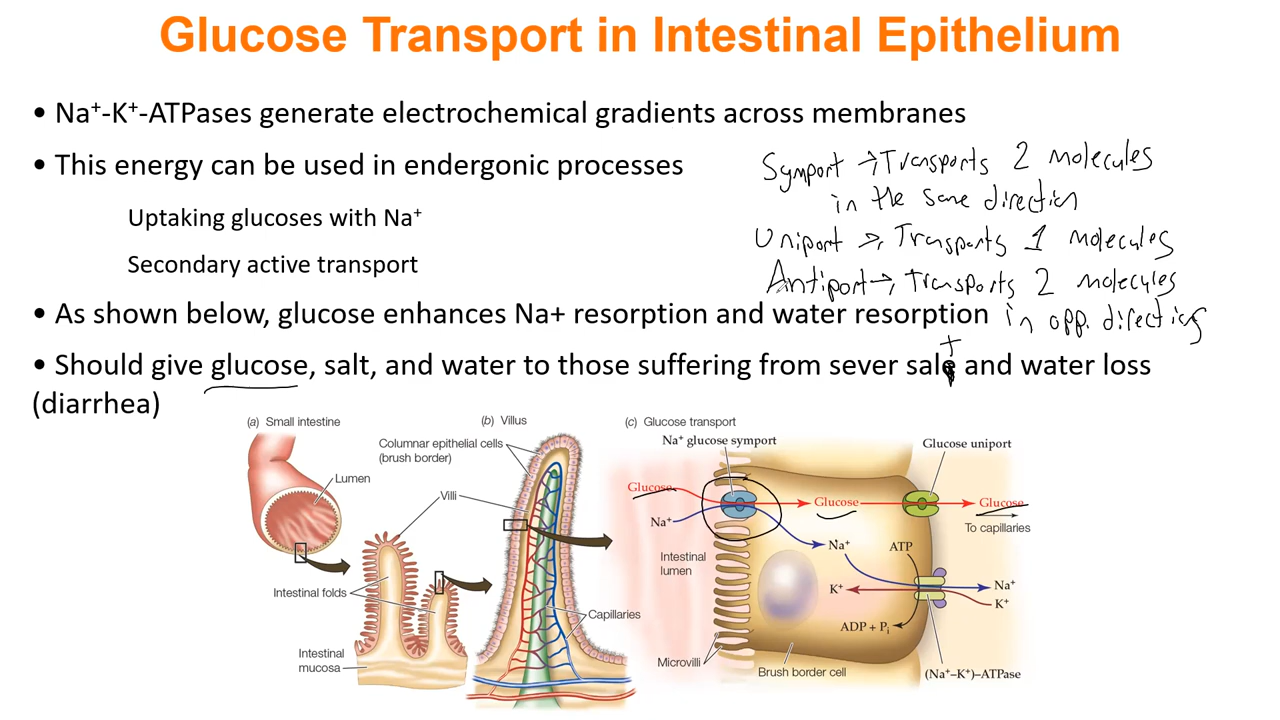 Glucose Transport in Intestinal Epithelium
• Na⁺-K⁺-ATPases generate electrochemical gradients across membranes
• This energy can be used in endergonic processes
Uptaking glucoses with Na⁺
Secondary active transport
Symport → Transports 2 molecules
in the same direction
Uniport → Transports 1 molecules
Antiport → Transports 2 molecules
in opp. directions
• As shown below, glucose enhances Na+ resorption and water resorption
• Should give glucose, salt, and water to those suffering from sever salt and water loss
(diarrhea)
(a) Small intestine
Lumen
Villi
Intestinal folds
Intestinal
mucosa
(b) Villus
Columnar epithelial cells
(brush border)
Capillaries
(c) Glucose transport
Na⁺ glucose symport
Glucose uniport
Glucose
Glucose
Glucose
To capillaries
Na⁺
Na⁺
ATP
Intestinal
lumen
K⁺
Na⁺
K⁺
ADP + Pi
Microvilli
Brush border cell
(Na⁺–K⁺)–ATPase